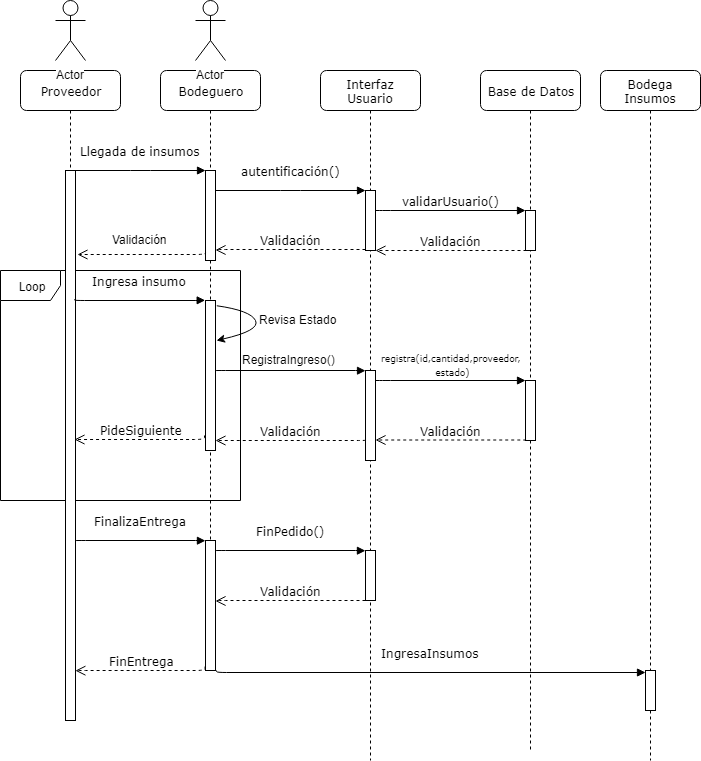 Actor
Proveedor
Actor
Bodeguero
Interfaz
Usuario
Base de Datos
Bodega
Insumos
Llegada de insumos
autentificación()
validarUsuario()
Validación
Validación
Validación
Loop
Ingresa insumo
Revisa Estado
RegistraIngreso()
registra(id,cantidad,proveedor,
estado)
PideSiguiente
Validación
Validación
FinalizaEntrega
FinPedido()
Validación
FinEntrega
IngresaInsumos